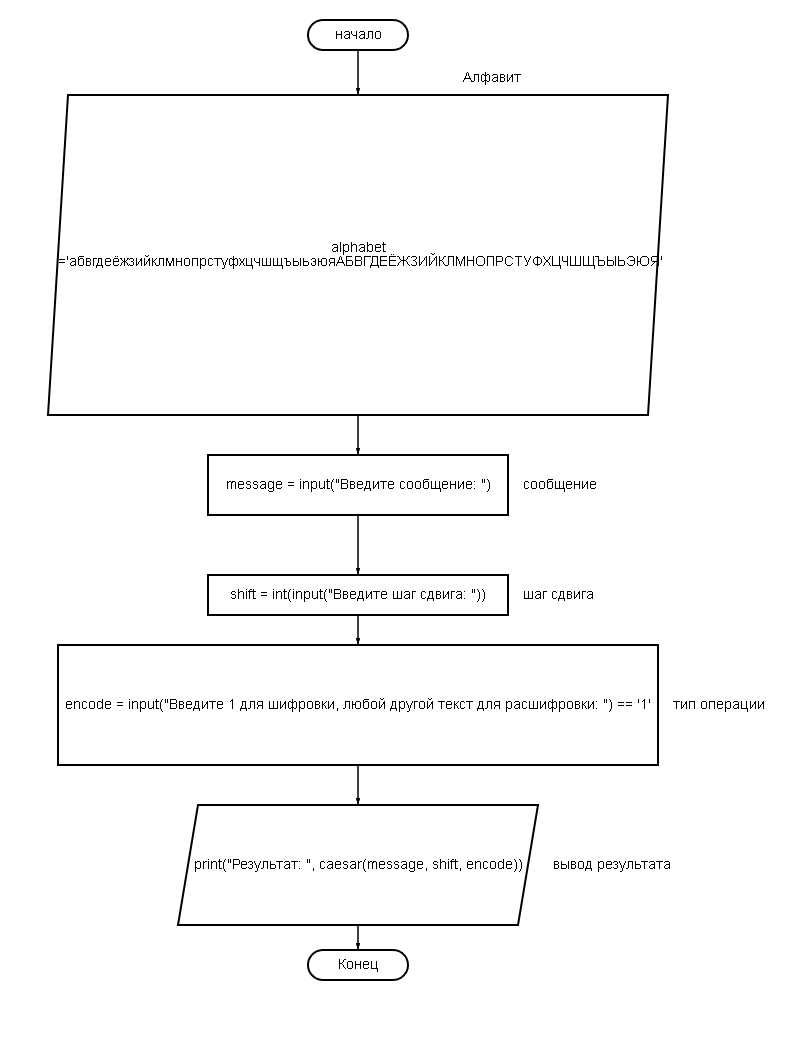 начало
Алфавит
alphabet
='абвгдеёжзийклмнопрстуфхцчшщъыьэюяАБВГДЕЁЖЗИЙКЛМНОПРСТУФХЦЧШЩЪЫЬЭЮЯ'
message = input("Введите сообщение: ")
сообщение
shift = int(input("Введите шаг сдвига: "))
шаг сдвига
encode = input("Введите 1 для шифровки, любой другой текст для расшифровки: ") == '1'
тип операции
print("Результат: ", caesar(message, shift, encode))
вывод результата
Конец